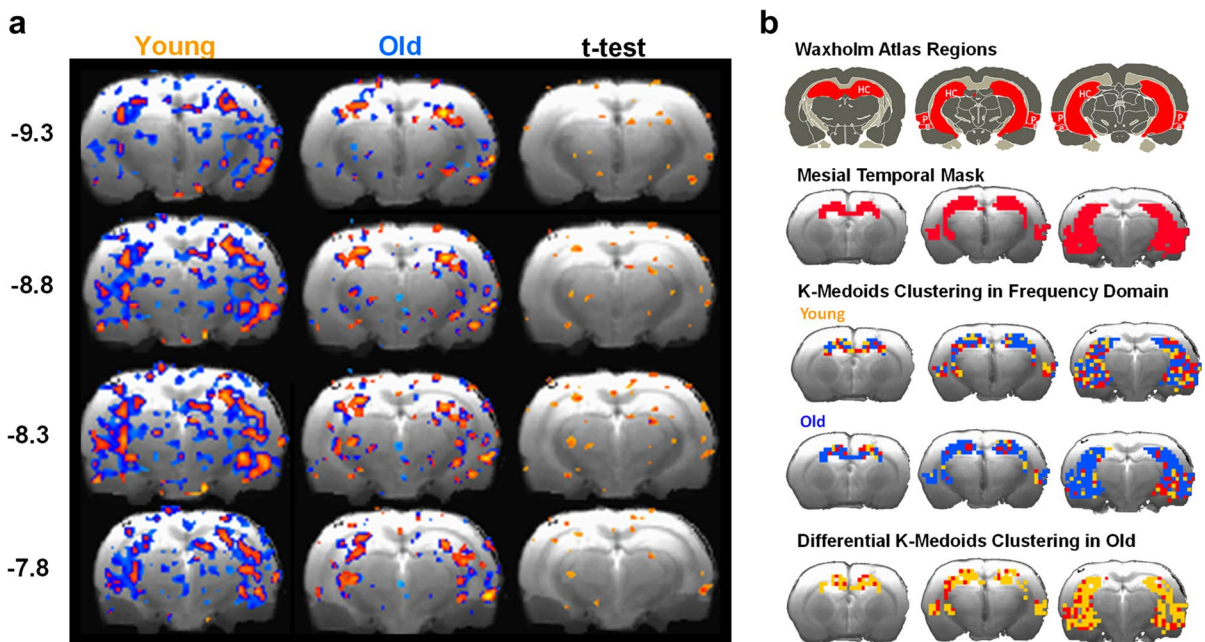 a
Young Old t-test
-9.3
-8.8
-8.3
-7.8
b
Waxholm Atlas Regions
HC HC HC
P e P e P e P e
Mesial Temporal Mask
K-Medoids Clustering in Frequency Domain
Young
Old
Differential K-Medoids Clustering in Old